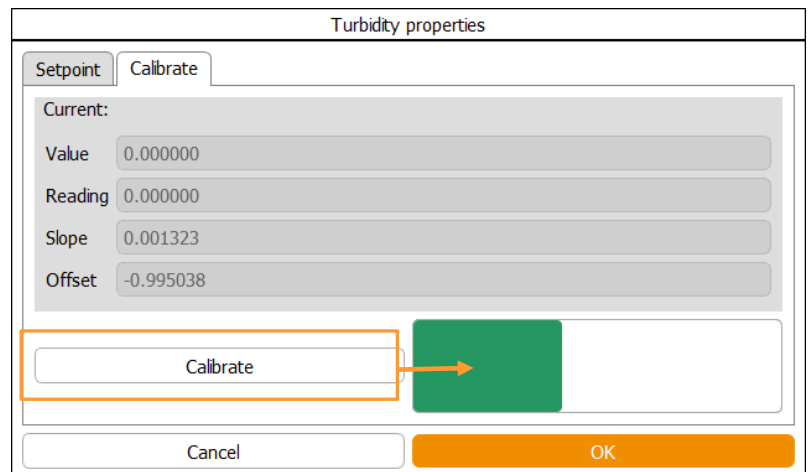 Turbidity properties
Setpoint Calibrate
Current:
Value 0.000000
Reading 0.000000
Slope 0.001323
Offset -0.995038
Calibrate
Cancel OK